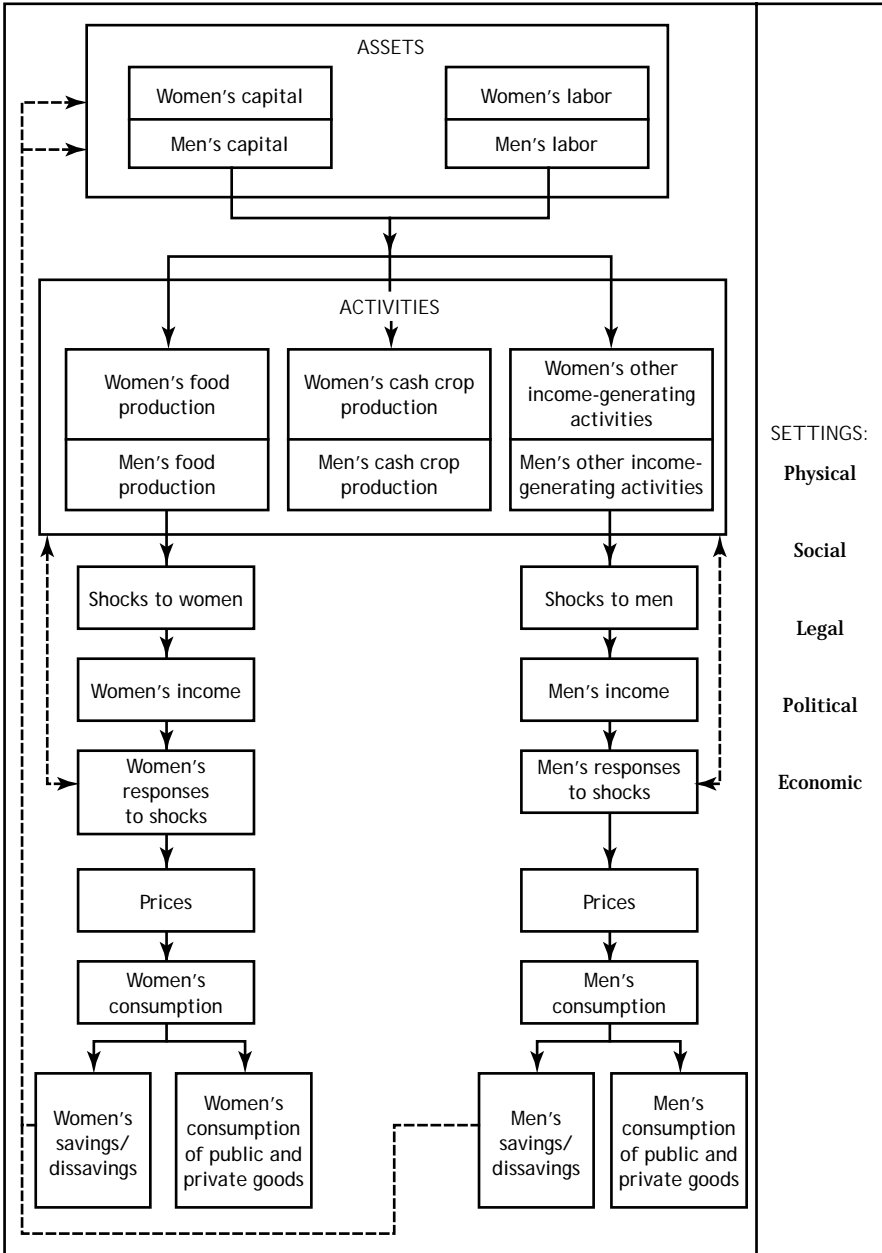 ASSETS
Women's capital
Men's capital
Women's labor
Men's labor
ACTIVITIES
Women's food
production
Men's food
production
Women's cash crop
production
Men's cash crop
production
Women's other
income-generating
activities
Men's other income-
generating activities
Shocks to women
Women's income
Women's
responses
to shocks
Prices
Women's
consumption
Women's
savings/
dissavings
Women's
consumption
of public and
private goods
Shocks to men
Men's income
Men's responses
to shocks
Prices
Men's
consumption
Men's
savings/
dissavings
Men's
consumption
of public and
private goods
SETTINGS:
Physical
Social
Legal
Political
Economic